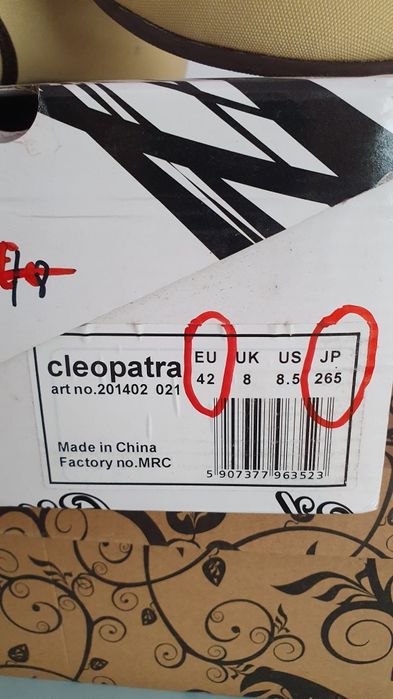 cleopatra
art no.201402 021
EU UK US JP
42 8 8.5 265
Made in China
Factory no.MRC
5 907377 963523